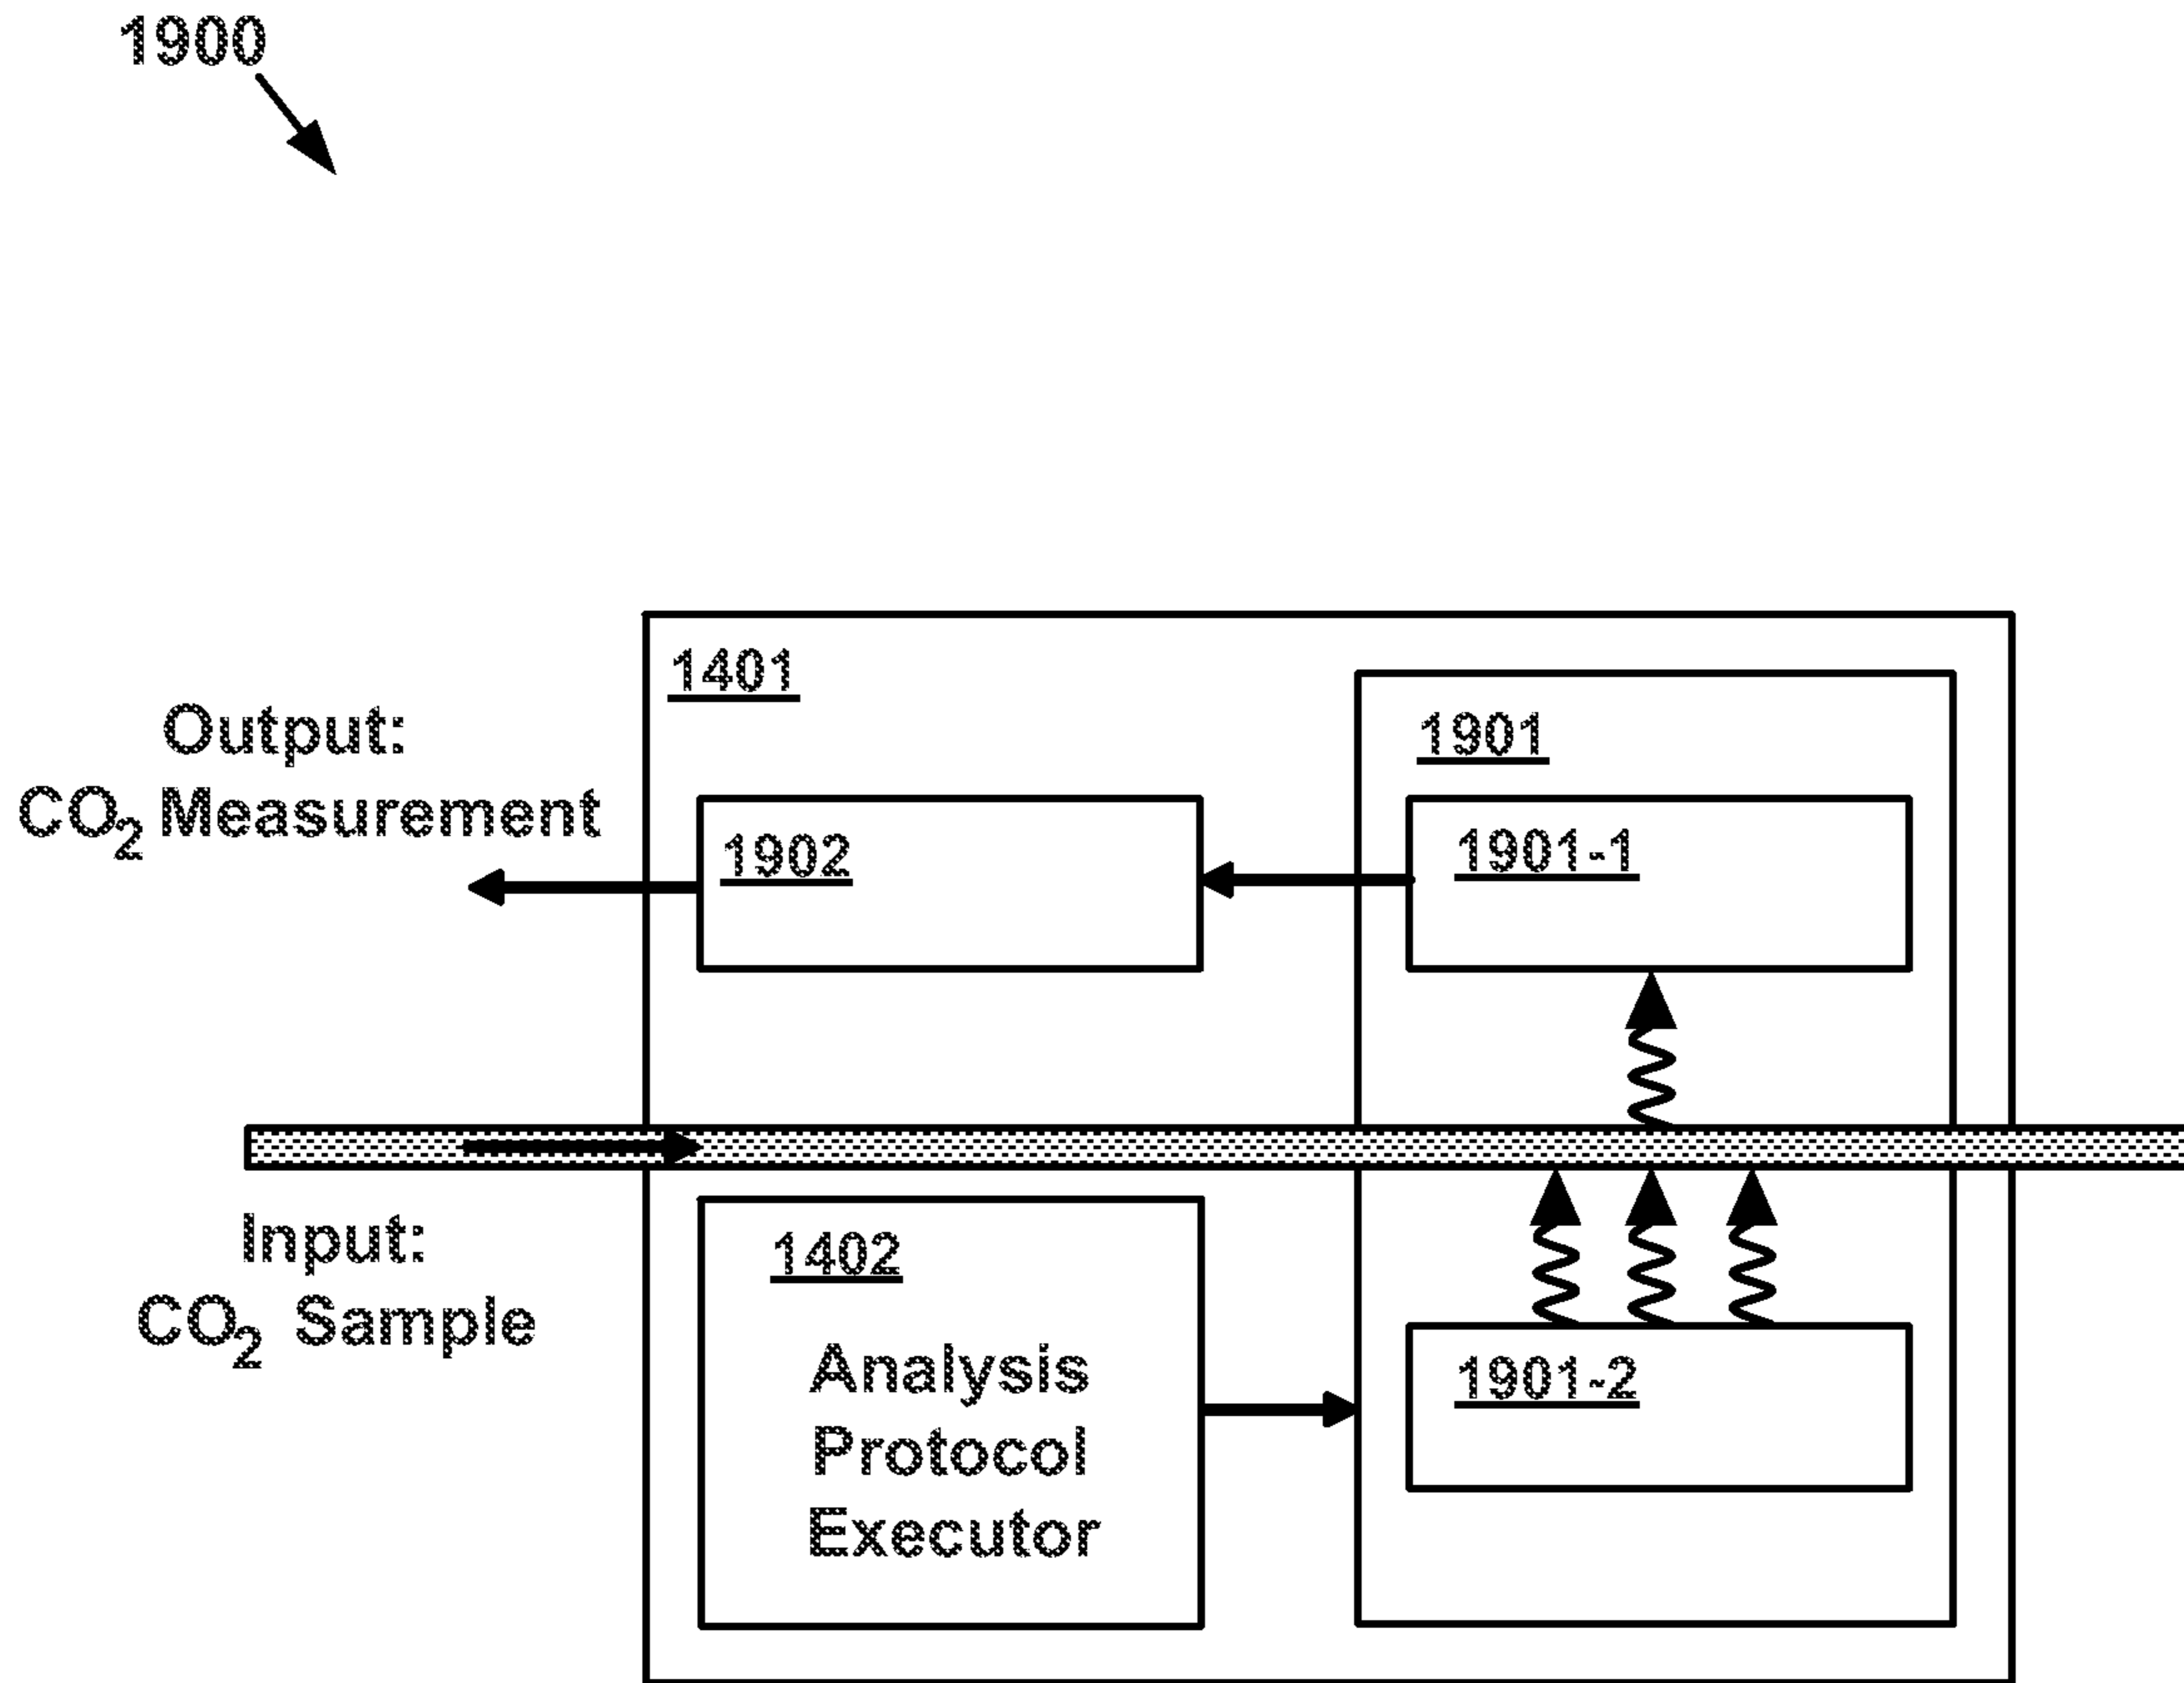 1900
1401
1901
Output:
CO₂ Measurement
1902
1901-1
Input:
CO₂ Sample
1402
Analysis
Protocol
Executor
1901-2